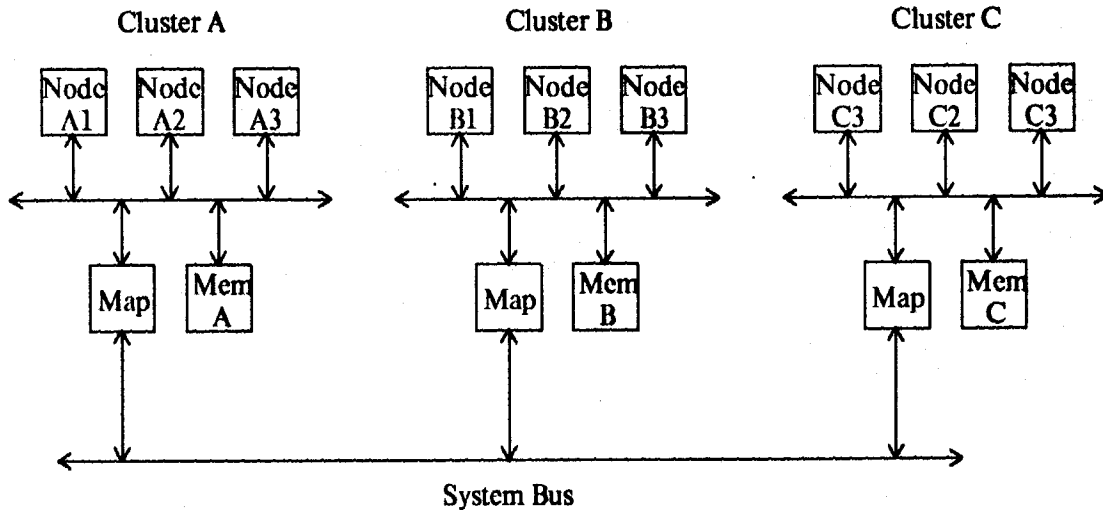 Cluster A
Cluster B
Cluster C
Node
A1
Node
A2
Node
A3
Node
B1
Node
B2
Node
B3
Node
C3
Node
C2
Node
C3
Map
Mem
A
Map
Mem
B
Map
Mem
C
System Bus